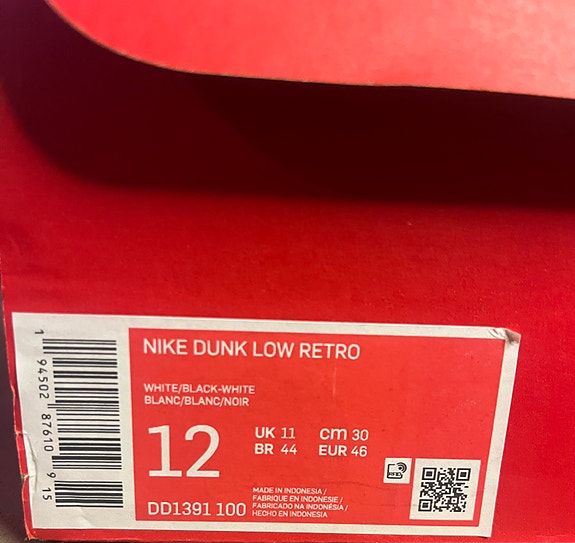 NIKE DUNK LOW RETRO
WHITE/BLACK-WHITE
BLANC/BLANC/NOIR
12
UK 11 cm 30
BR 44 EUR 46
DD1391 100
MADE IN INDONESIA /
FABRIQUE EN INDONESIE /
FABRICADO NA INDONÉSIA /
HECHO EN INDONESIA
RFID
1 94502 87610 9 15